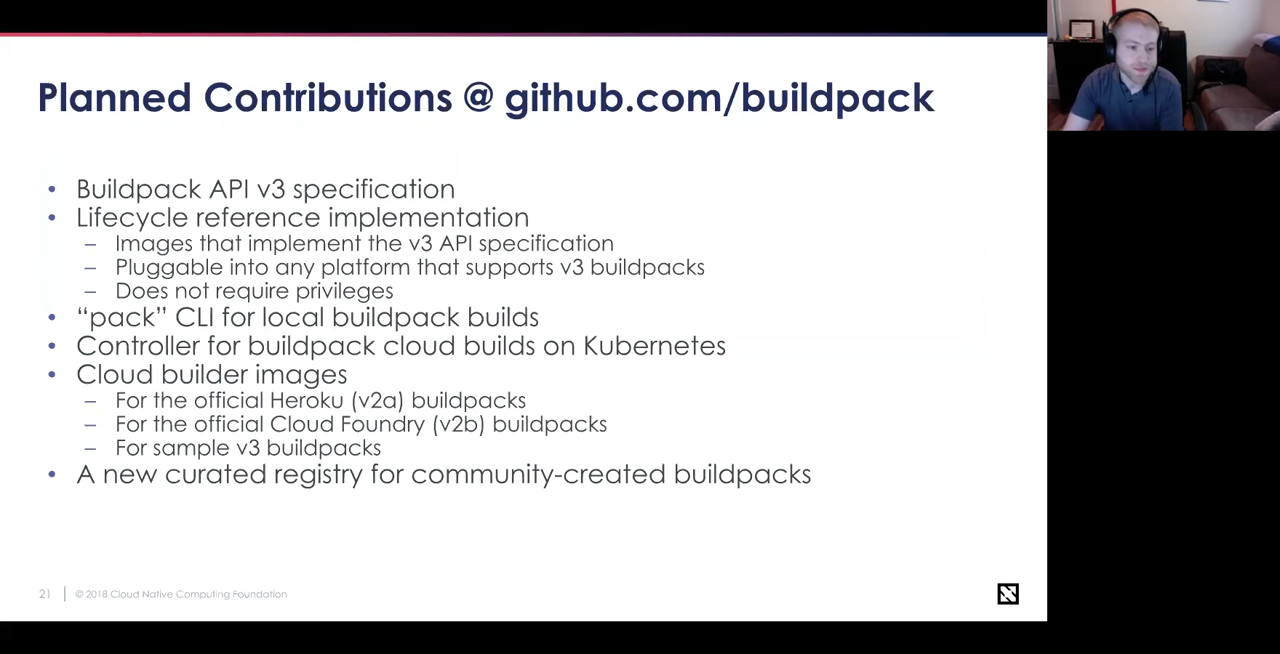 Planned Contributions @ github.com/buildpack
• Buildpack API v3 specification
• Lifecycle reference implementation
– Images that implement the v3 API specification
– Pluggable into any platform that supports v3 buildpacks
– Does not require privileges
• “pack” CLI for local buildpack builds
• Controller for buildpack cloud builds on Kubernetes
• Cloud builder images
– For the official Heroku (v2a) buildpacks
– For the official Cloud Foundry (v2b) buildpacks
– For sample v3 buildpacks
• A new curated registry for community-created buildpacks
21 | © 2018 Cloud Native Computing Foundation